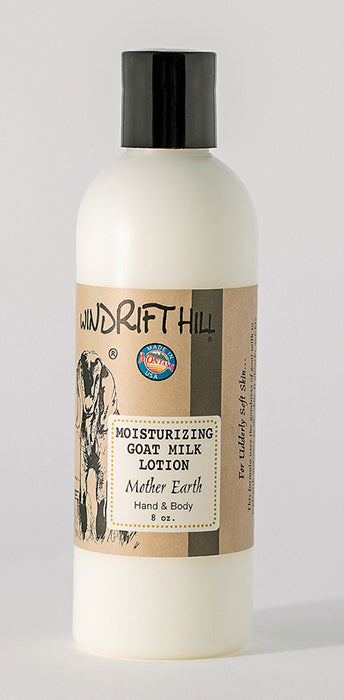 WINDRIFT HILL
®
MADE IN
MONTANA
USA
®
MOISTURIZING
GOAT MILK
LOTION
Mother Earth
Hand & Body
8 oz.
For Udderly Soft Skin...